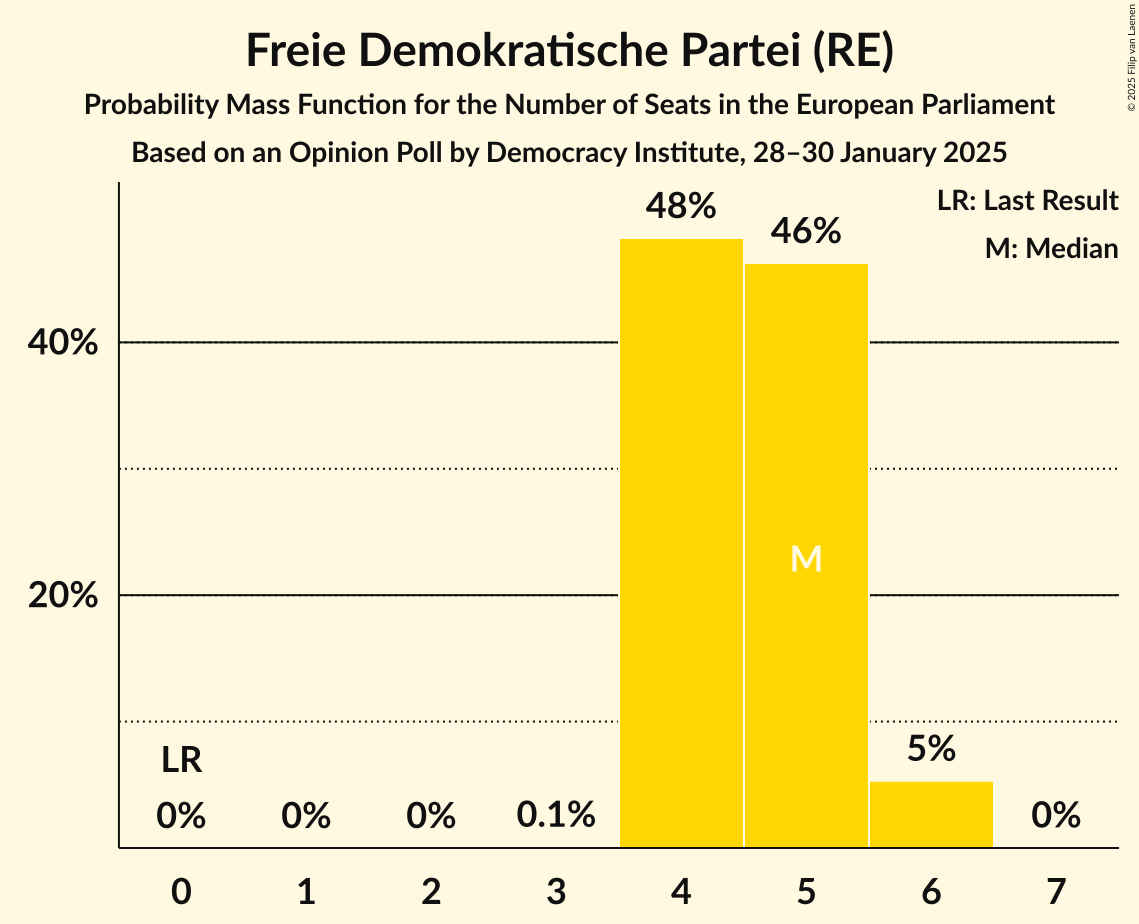 Freie Demokratische Partei (RE)
Probability Mass Function for the Number of Seats in the European Parliament
Based on an Opinion Poll by Democracy Institute, 28–30 January 2025
© 2025 Filip van Laenen
LR: Last Result
M: Median
48%
46%
40%
M
20%
5%
LR
0%
0%
0%
0.1%
0%
0
1
2
3
4
5
6
7